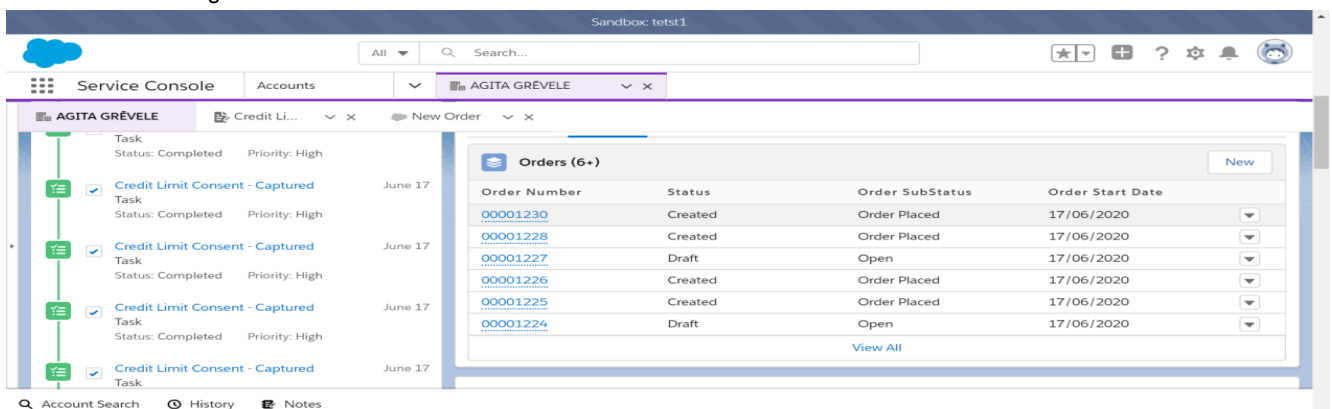 Sandbox: tetst1
All Search...
Service Console Accounts AGITA GRĒVELE
AGITA GRĒVELE Credit Li... New Order
Task
Status: Completed Priority: High
Credit Limit Consent - Captured June 17
Task
Status: Completed Priority: High
Credit Limit Consent - Captured June 17
Task
Status: Completed Priority: High
Credit Limit Consent - Captured June 17
Task
Status: Completed Priority: High
Credit Limit Consent - Captured June 17
Task
Orders (6+) New
Order Number Status Order SubStatus Order Start Date
00001230 Created Order Placed 17/06/2020
00001228 Created Order Placed 17/06/2020
00001227 Draft Open 17/06/2020
00001226 Created Order Placed 17/06/2020
00001225 Created Order Placed 17/06/2020
00001224 Draft Open 17/06/2020
View All
Account Search History Notes